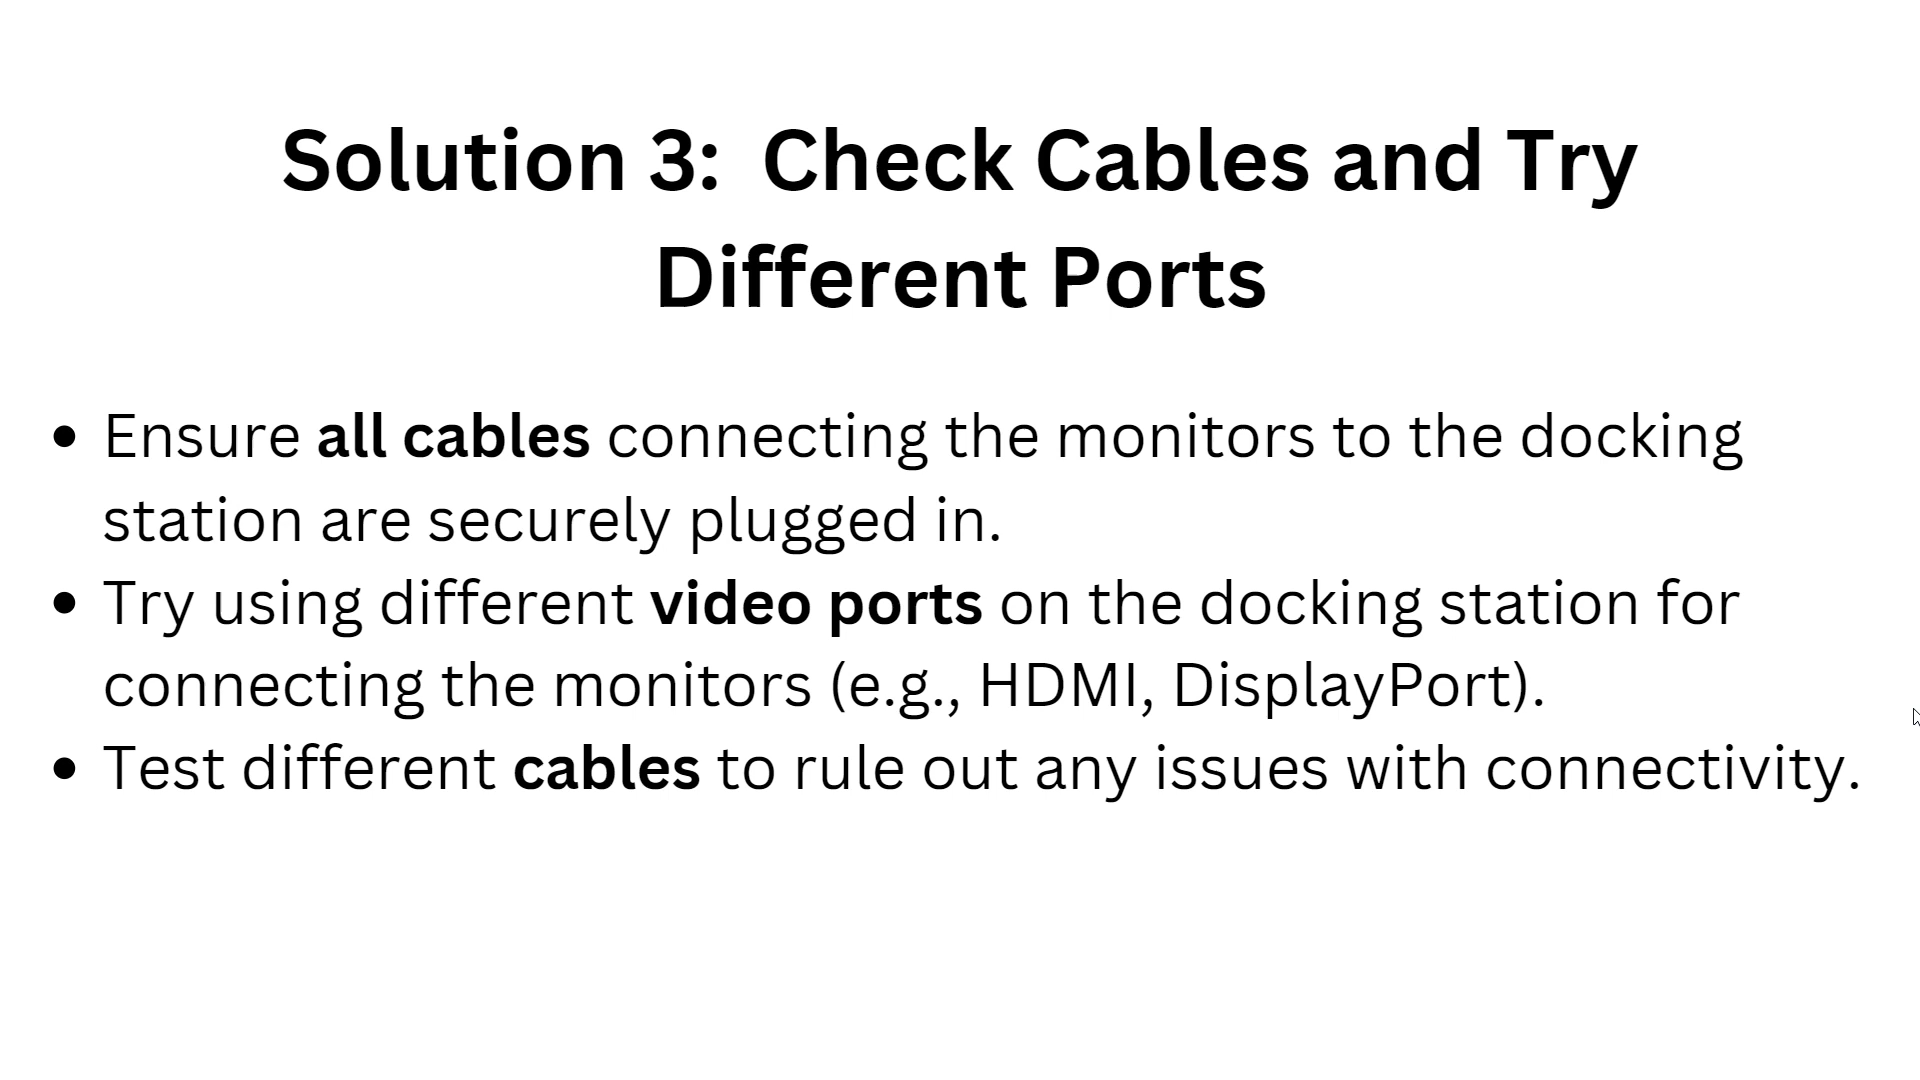 Solution 3:  Check Cables and Try
Different Ports
• Ensure all cables connecting the monitors to the docking
station are securely plugged in.
• Try using different video ports on the docking station for
connecting the monitors (e.g., HDMI, DisplayPort).
• Test different cables to rule out any issues with connectivity.